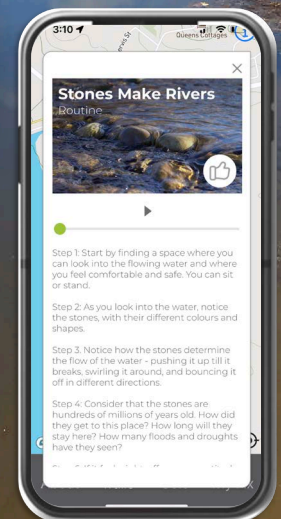 3:10
Queens Cottages
Stones Make Rivers
Routine
Step 1: Start by finding a space where you
can look into the flowing water and where
you feel comfortable and safe. You can sit
or stand.
Step 2: As you look into the water, notice
the stones, with their different colours and
shapes.
Step 3. Notice how the stones determine
the flow of the water - pushing it up till it
breaks, swirling it around, and bouncing it
off in different directions.
Step 4: Consider that the stones are
hundreds of millions of years old. How did
they get to this place? How long will they
stay here? How many floods and droughts
have they seen?